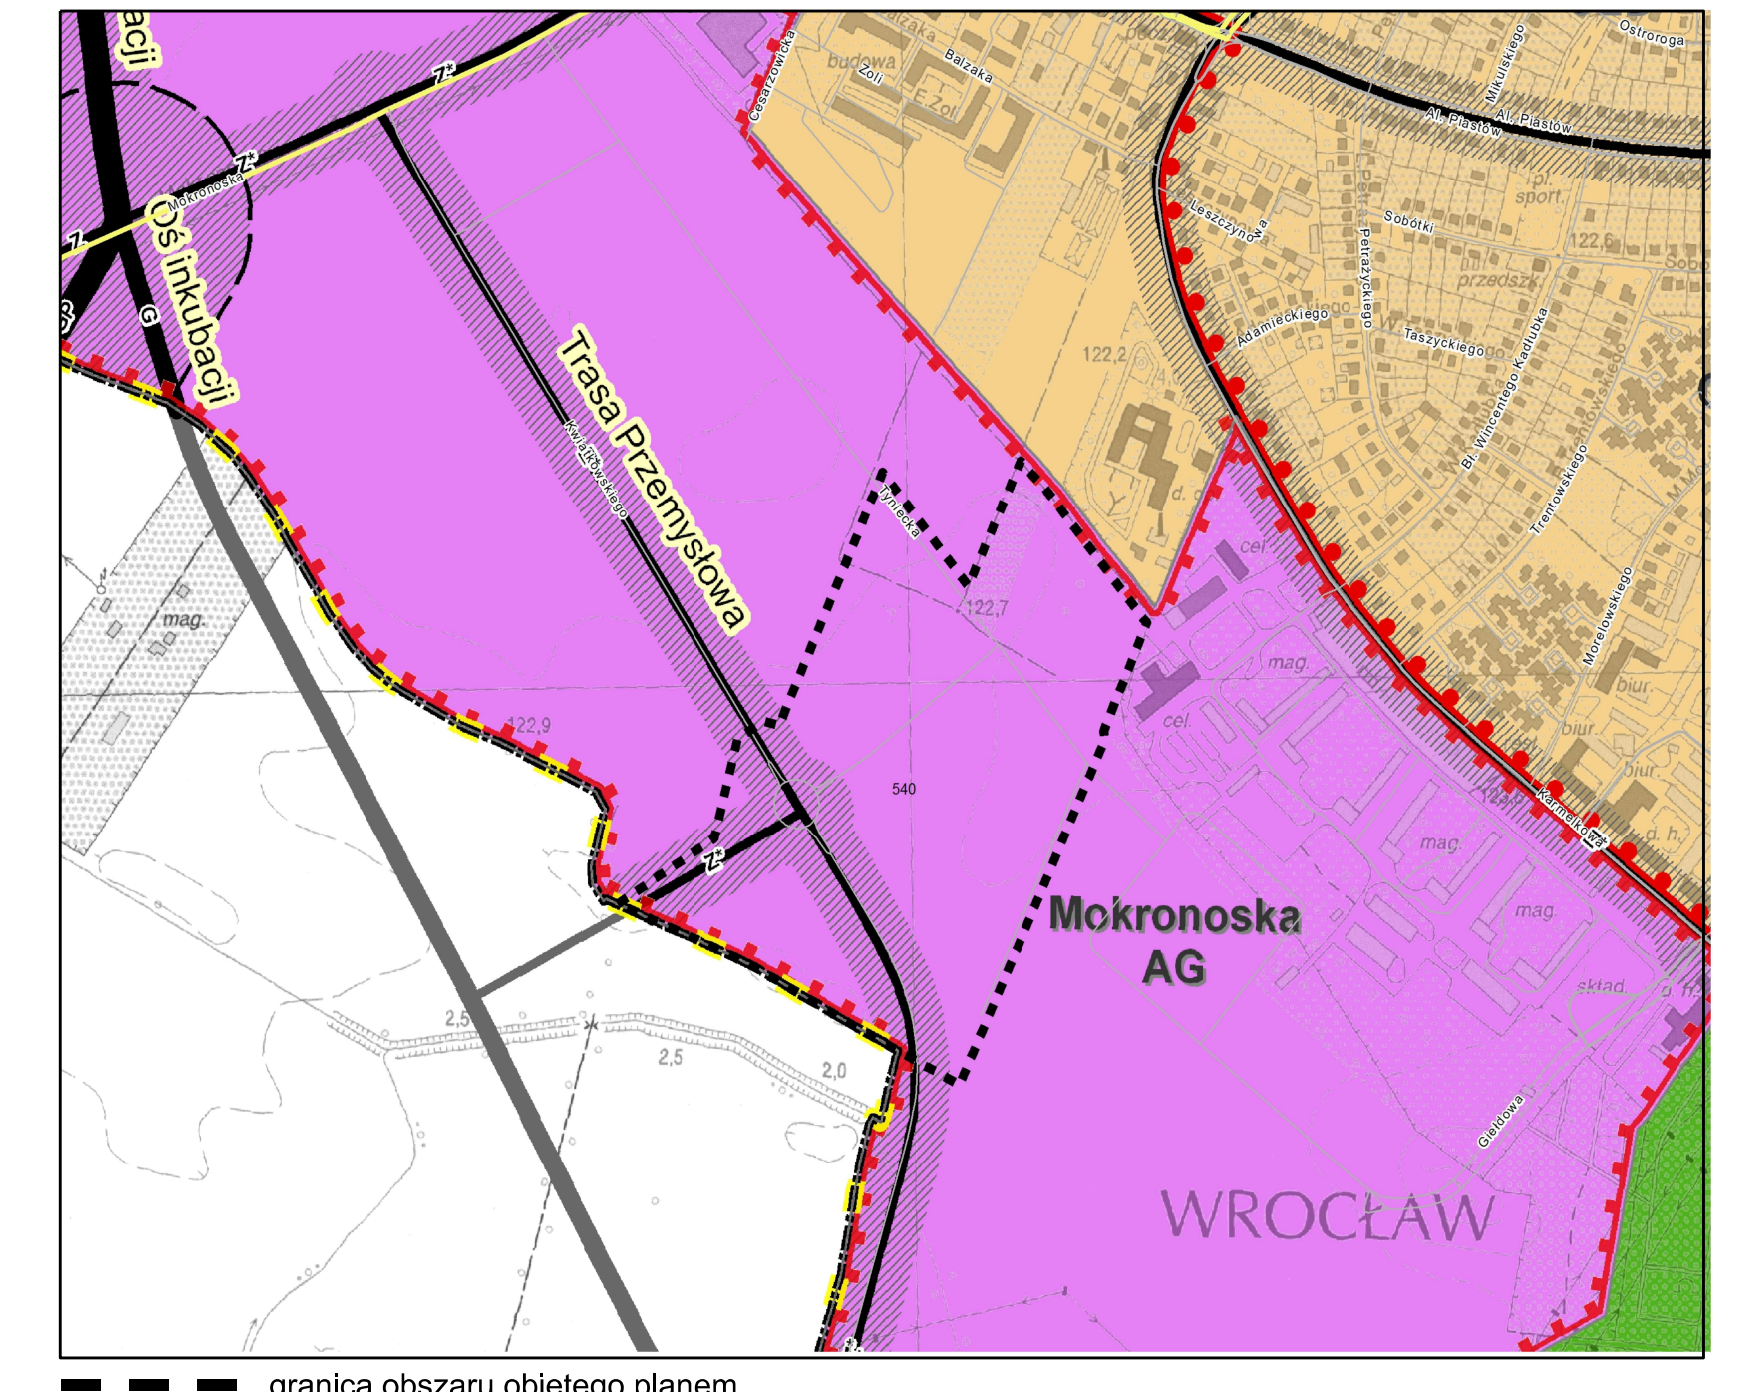 acji
Z*
Z*
Mokronoska
Z
G
Oś inkubacji
Cesarzowicka
budowa
Zoli
Balzaka
Balzaka
E. Zoli
Mikulskiego
Ostroroga
Al. Piastów
Al. Piastów
pl.
sport.
Leszczynowa
Sobótki
Petrażyckiego
122,6
przedszk.
Adamieckiego
Taszyckiego
Bł. Wincentego Kadłubka
122,2
Trentowskiego
Morelowskiego
Trasa Przemysłowa
Kwiatkowskiego
Tyniecka
122,7
cel.
mag.
cel.
mag.
biur.
biur.
biur.
Karmelkowa
d. h.
mag.
mag.
122,9
540
Z*
Mokronoska
AG
skład.
d. h.
2,5
2,5
2,0
Giełdowa
WROCŁAW
granica obszaru objętego planem